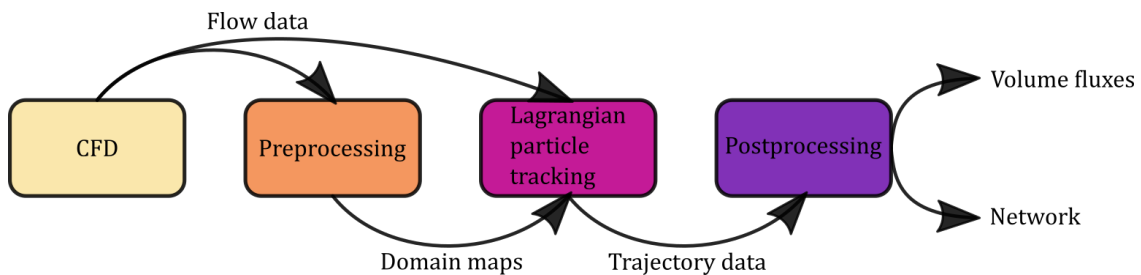 Flow data
CFD
Preprocessing
Lagrangian
particle
tracking
Postprocessing
Volume fluxes
Network
Domain maps
Trajectory data